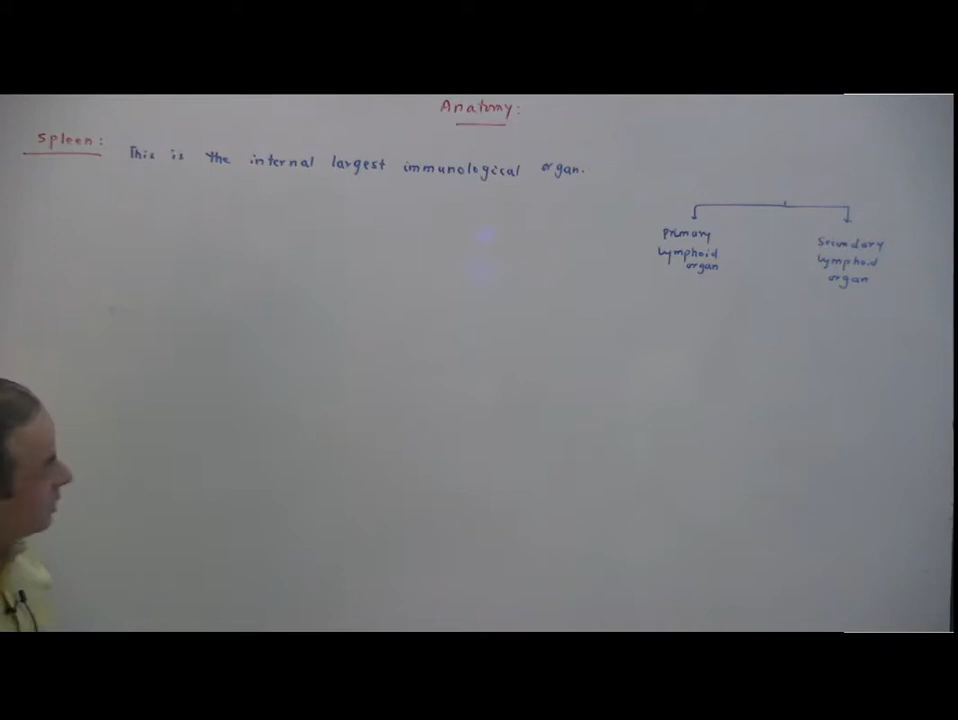 Anatomy:
Spleen:
This is the internal largest immunological organ.
Primary
lymphoid
organ
Secondary
lymphoid
organ